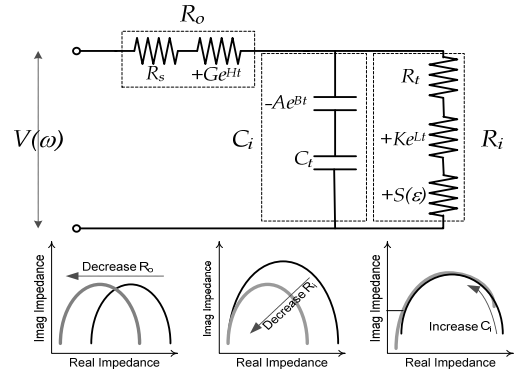 R_o
R_s
+Ge^{Ht}
-Ae^{Bt}
R_t
V(ω)
C_i
C_t
+Ke^{Lt}
R_i
+S(ε)
Imag Impedance
Decrease R_o
Real Impedance
Imag Impedance
Decrease R_i
Real Impedance
Imag Impedance
Increase C_i
Real Impedance